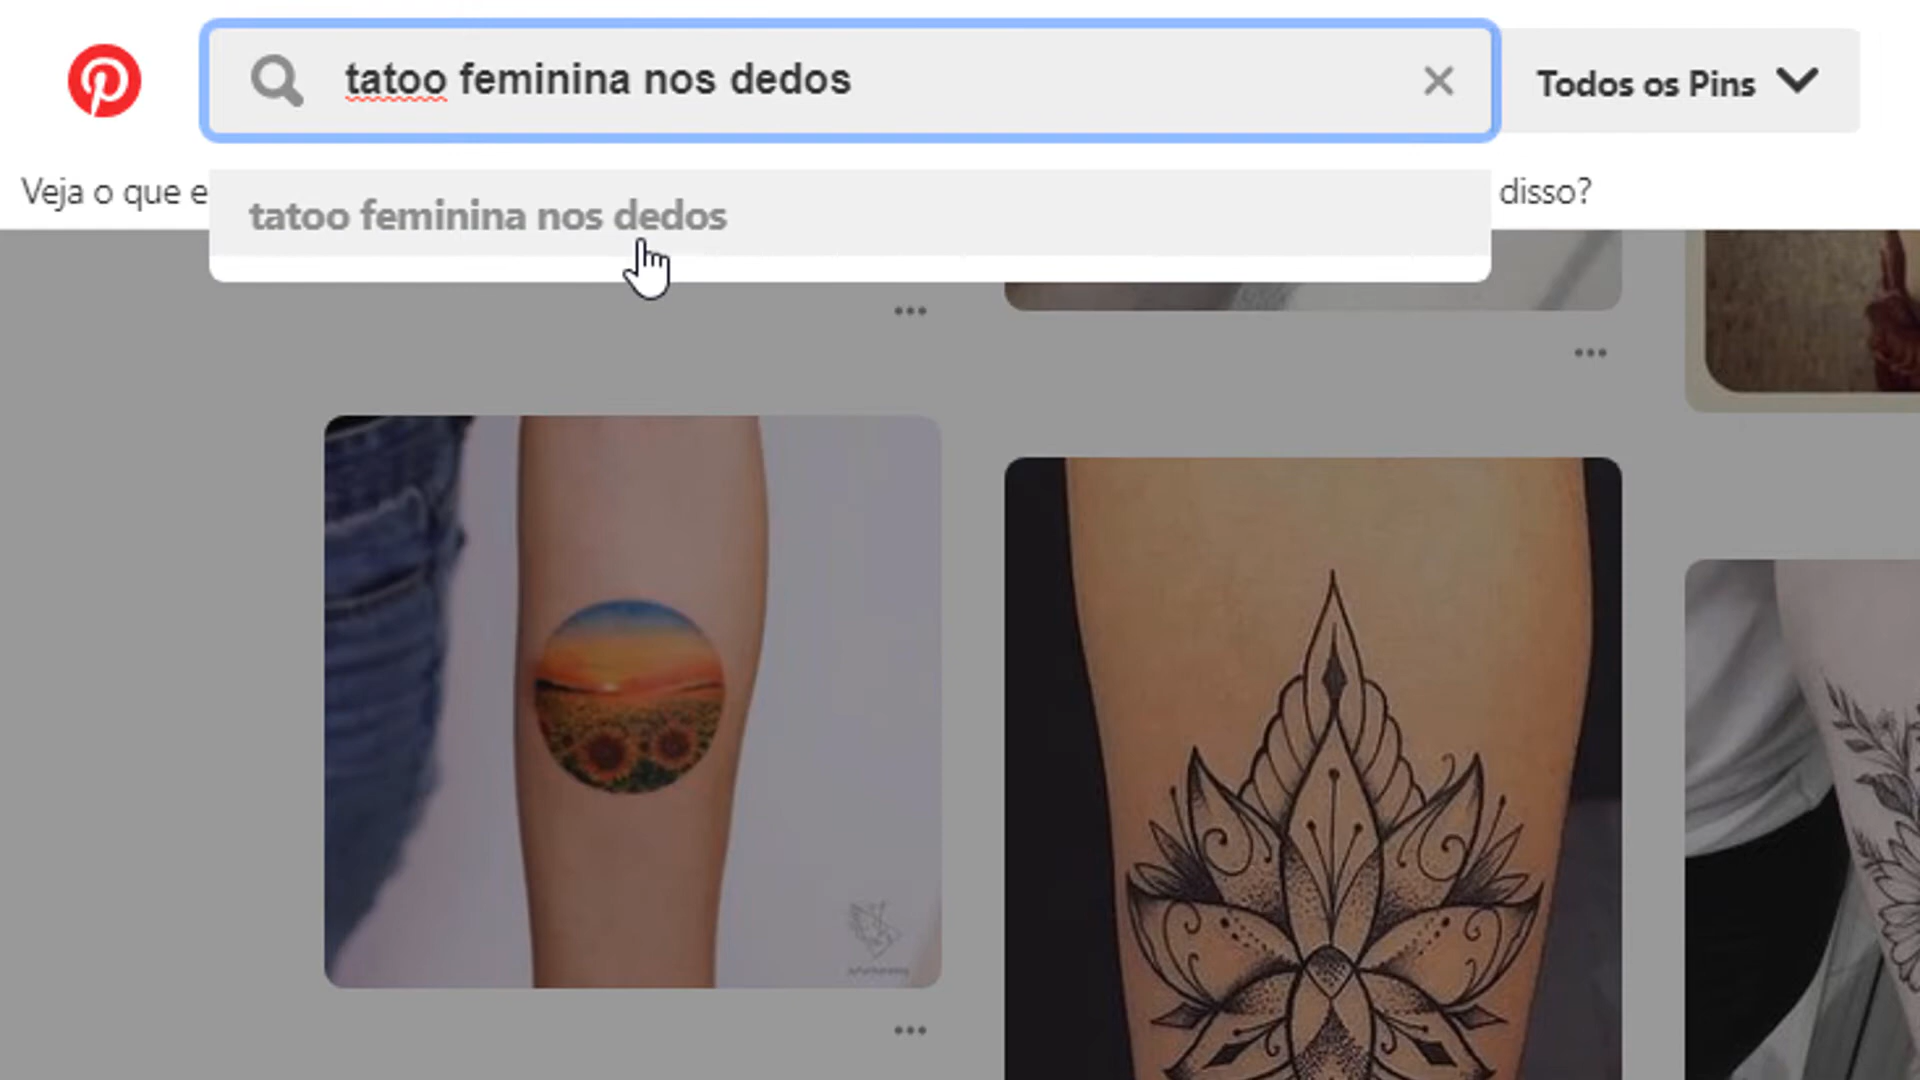 tatoo feminina nos dedos
Todos os Pins
Veja o que e
disso?
tatoo feminina nos dedos